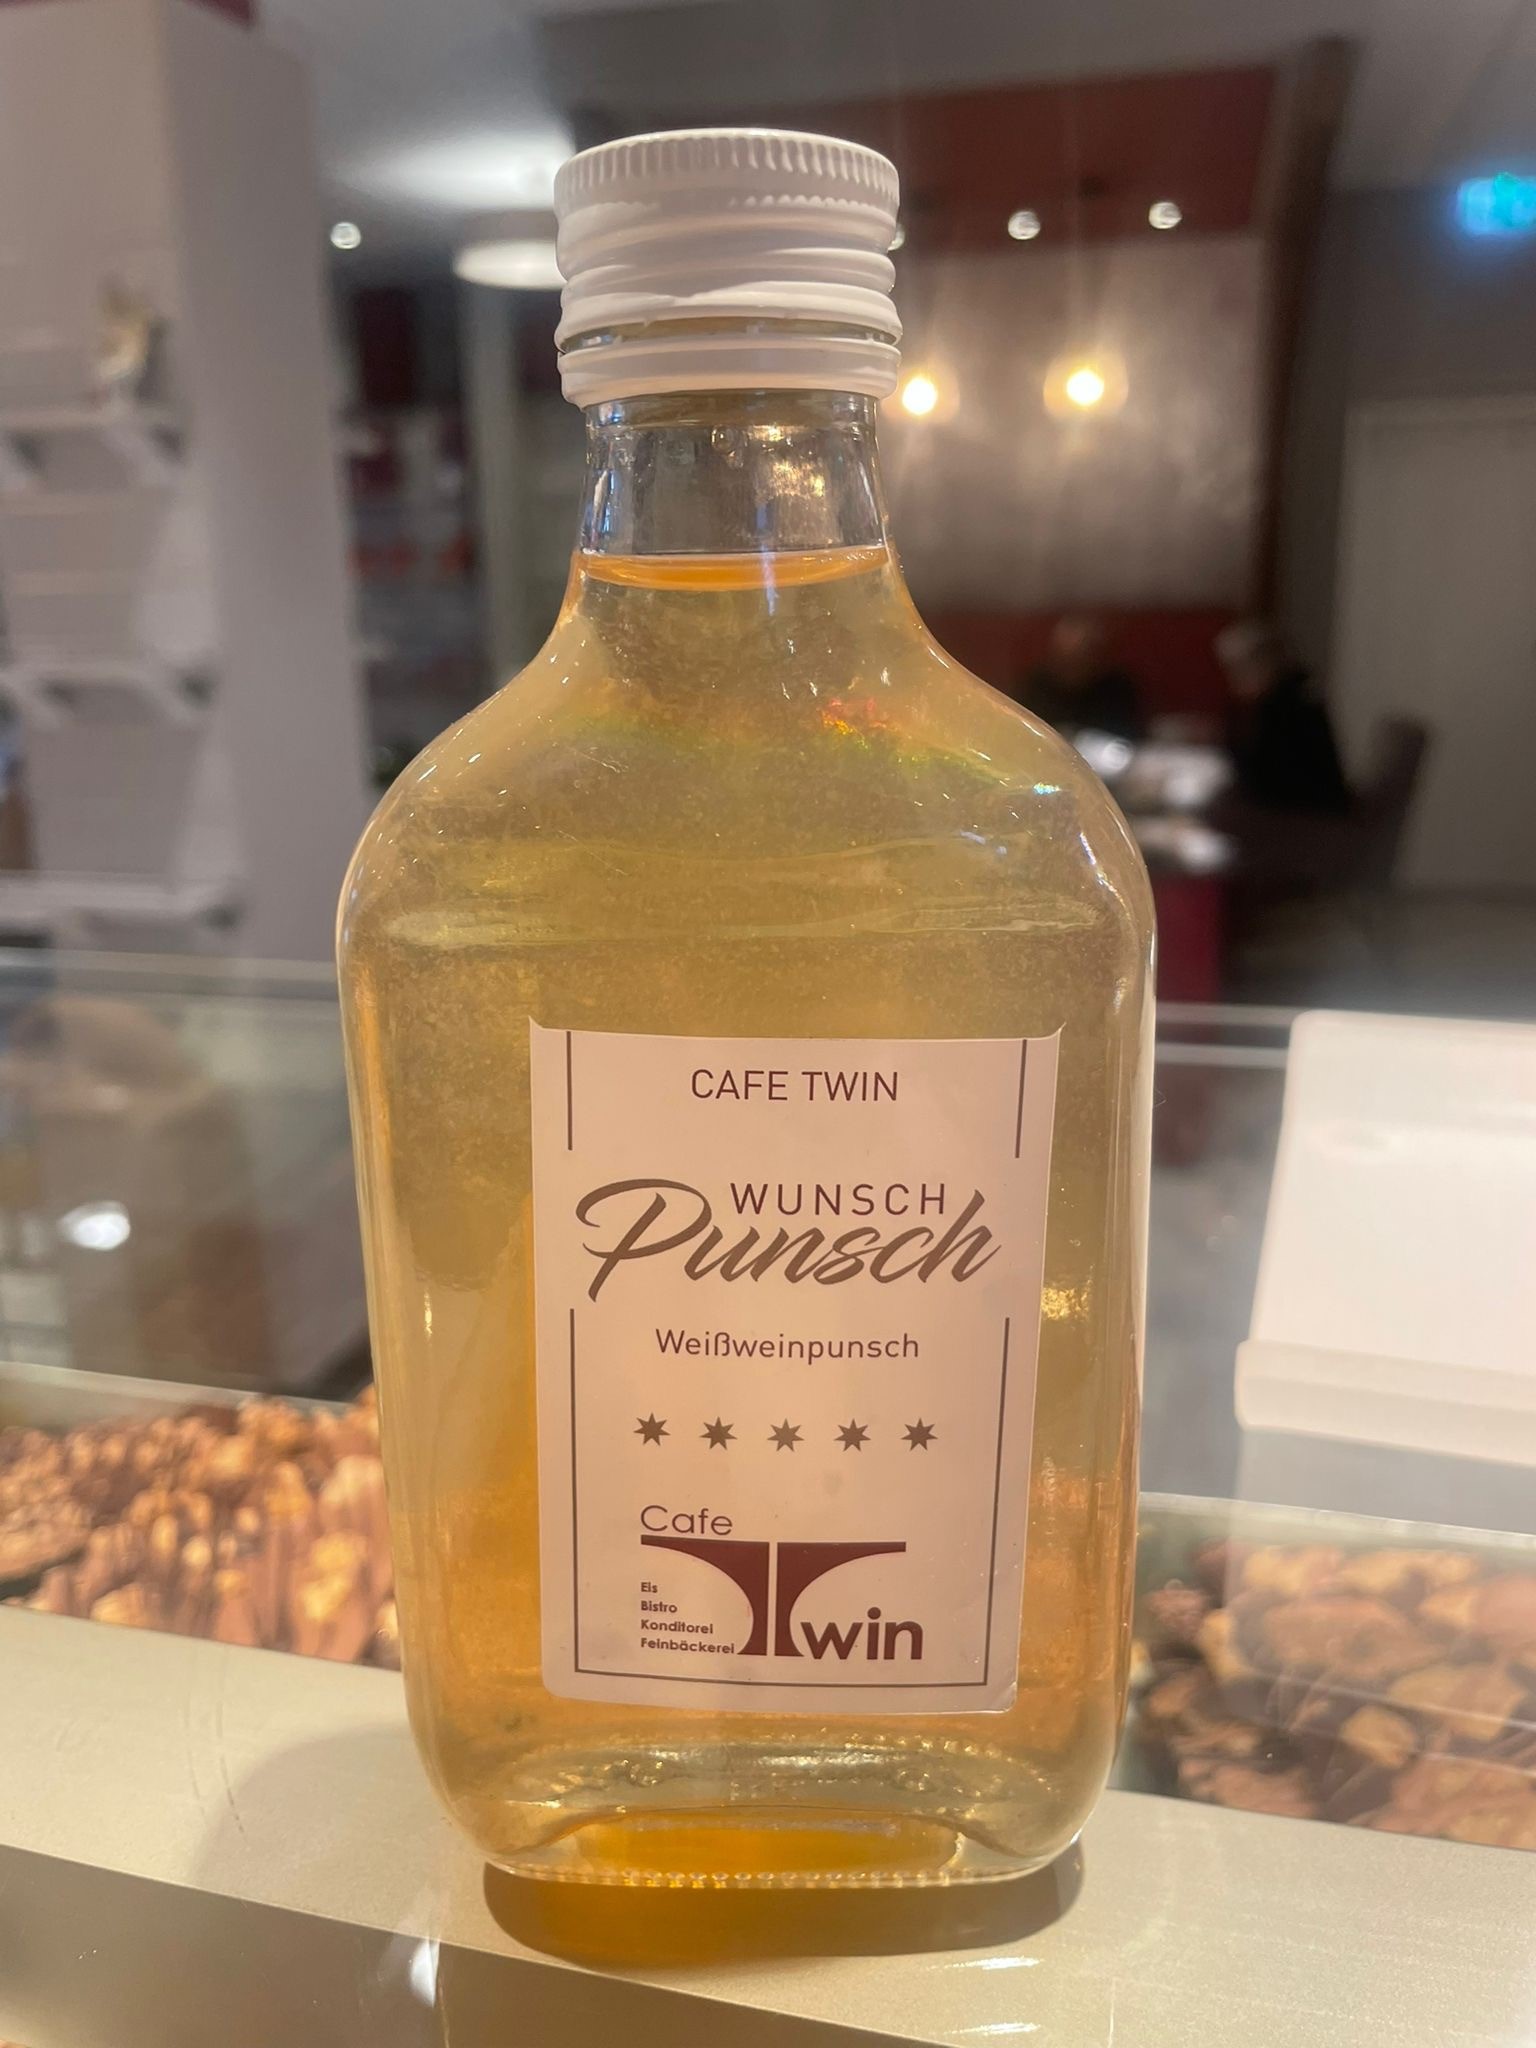 CAFE TWIN
WUNSCH
Punsch
Weißweinpunsch
Cafe
Eis
Bistro
Konditorei
Feinbäckerei
Twin